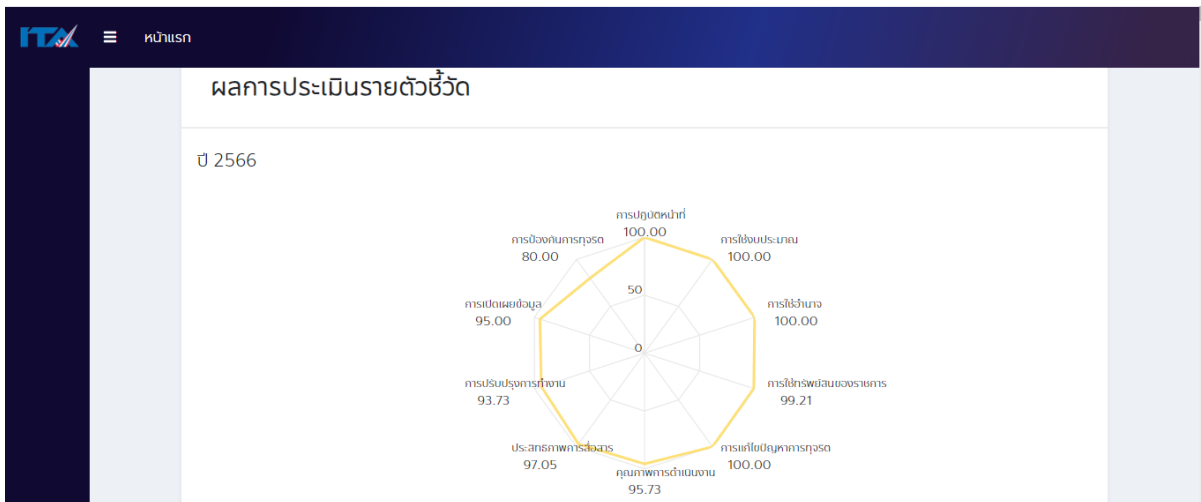 ITA
หน้าแรก
ผลการประเมินรายตัวชี้วัด
ปี 2566
การปฏิบัติหน้าที่
100.00
การป้องกันการทุจริต
80.00
การใช้งบประมาณ
100.00
50
การเปิดเผยข้อมูล
95.00
การใช้อำนาจ
100.00
0
การปรับปรุงการทำงาน
93.73
การใช้ทรัพย์สินของราชการ
99.21
ประสิทธิภาพการสื่อสาร
97.05
การแก้ไขปัญหาการทุจริต
100.00
คุณภาพการดำเนินงาน
95.73